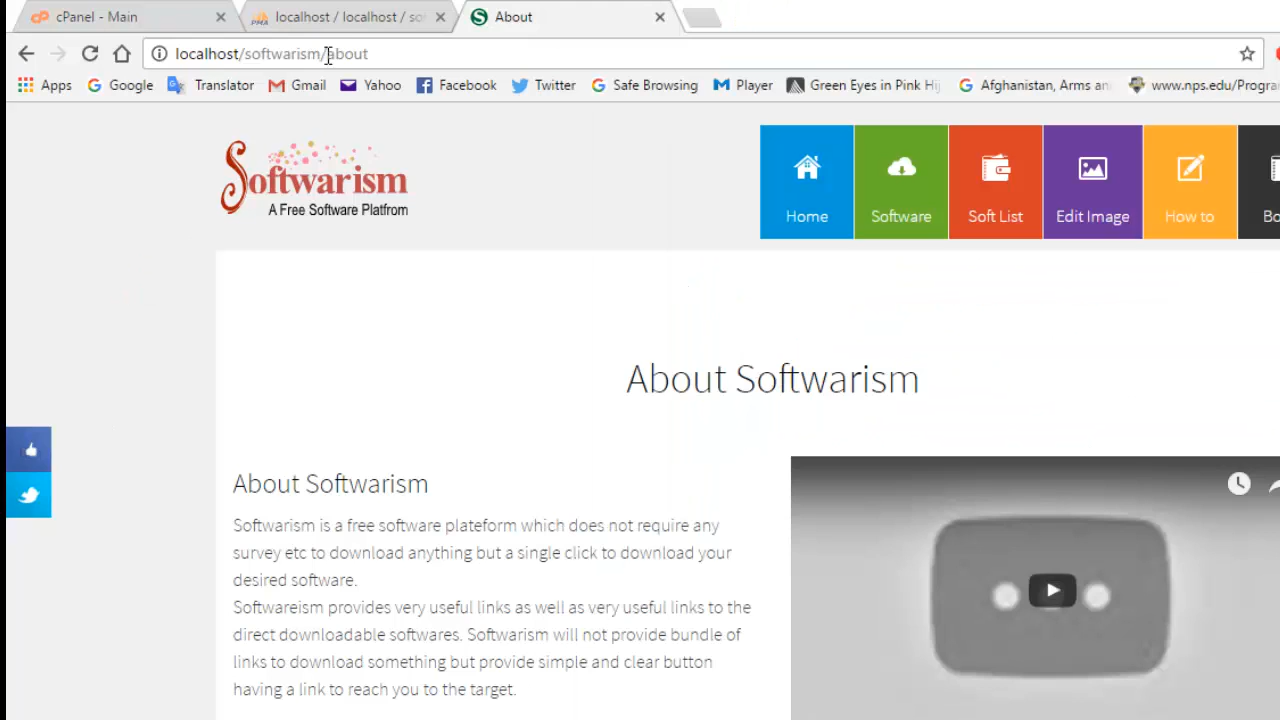 cPanel - Main
localhost / localhost / so
About
localhost/softwarism/about
Apps Google Translator Gmail Yahoo Facebook Twitter Safe Browsing Player Green Eyes in Pink Hij Afghanistan, Arms an www.nps.edu/Progra
Softwarism
A Free Software Platfrom
Home Software Soft List Edit Image How to Bo
About Softwarism
About Softwarism
Softwarism is a free software plateform which does not require any
survey etc to download anything but a single click to download your
desired software.
Softwareism provides very useful links as well as very useful links to the
direct downloadable softwares. Softwarism will not provide bundle of
links to download something but provide simple and clear button
having a link to reach you to the target.